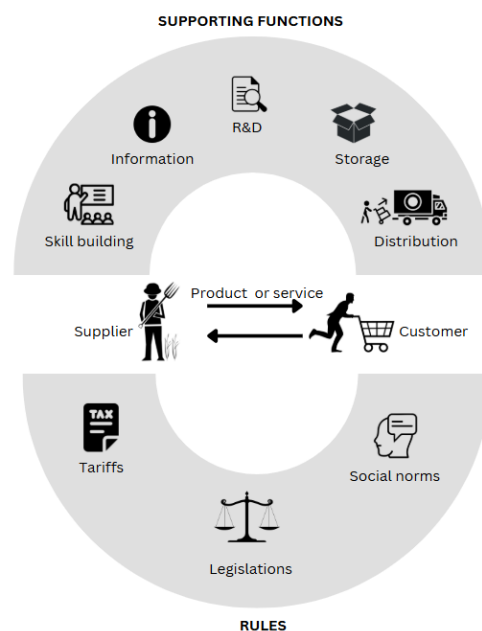 SUPPORTING FUNCTIONS
R&D
Information
Storage
Skill building
Distribution
Product or service
Supplier
Customer
TAX
Tariffs
Social norms
Legislations
RULES